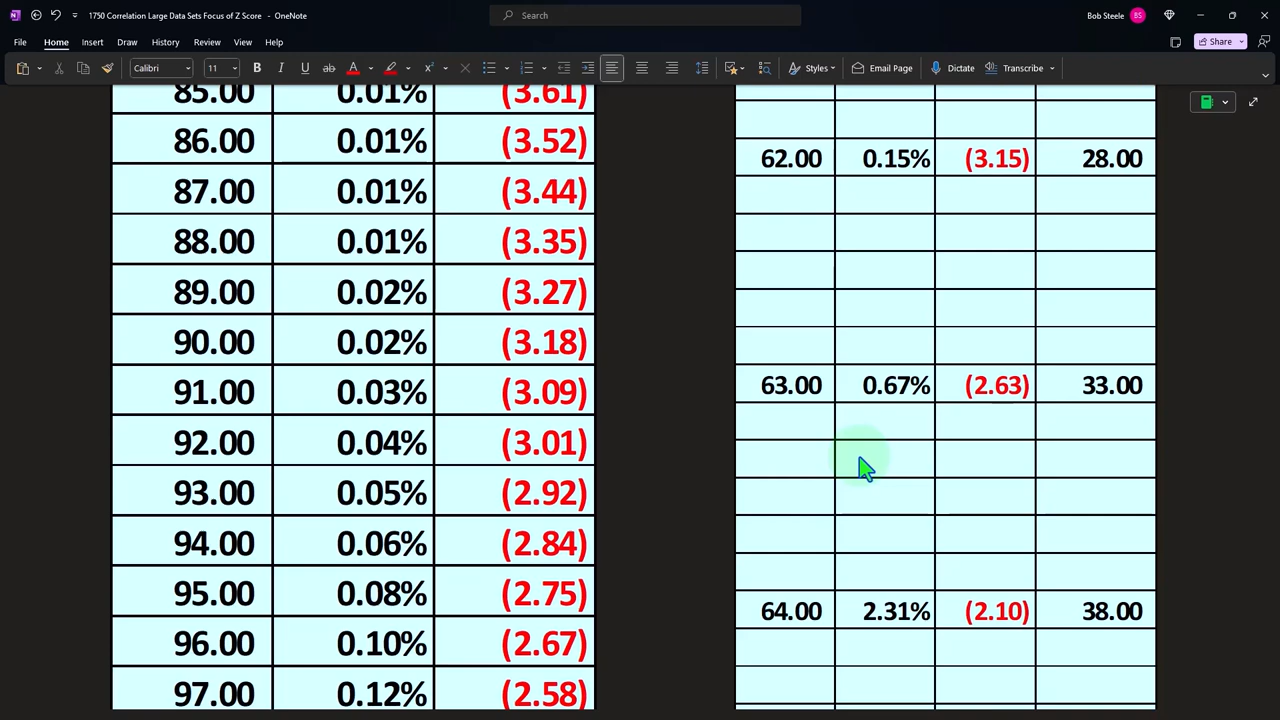 1750 Correlation Large Data Sets Focus of Z Score - OneNote
Search
Bob Steele
BS
File Home Insert Draw History Review View Help
Share
Calibri 11 B I U ab A x² A Styles Email Page Dictate Transcribe
85.00 0.01% (3.61)
86.00 0.01% (3.52)
87.00 0.01% (3.44)
88.00 0.01% (3.35)
89.00 0.02% (3.27)
90.00 0.02% (3.18)
91.00 0.03% (3.09)
92.00 0.04% (3.01)
93.00 0.05% (2.92)
94.00 0.06% (2.84)
95.00 0.08% (2.75)
96.00 0.10% (2.67)
97.00 0.12% (2.58)
62.00 0.15% (3.15) 28.00
63.00 0.67% (2.63) 33.00
64.00 2.31% (2.10) 38.00